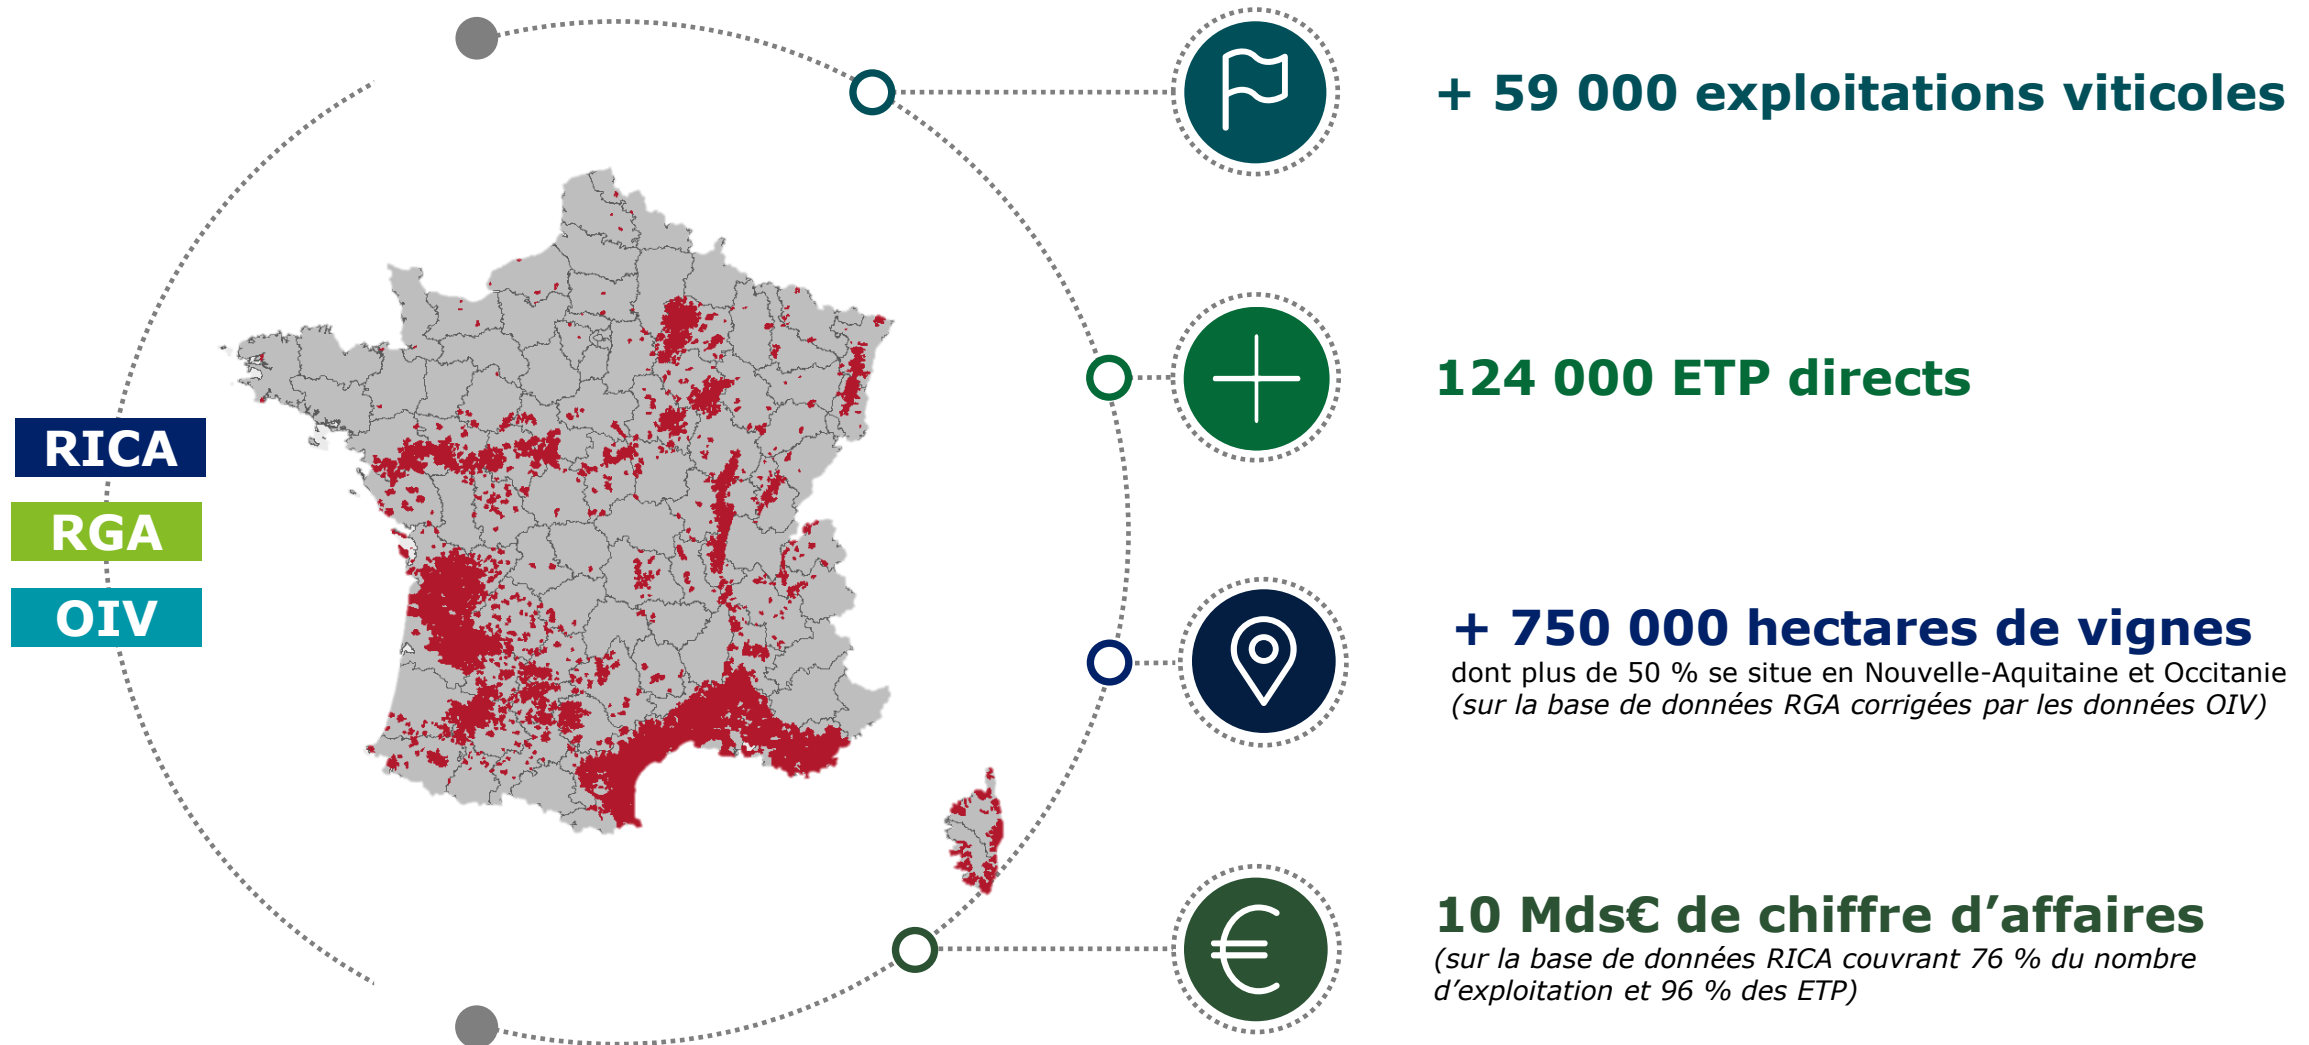 + 59 000 exploitations viticoles
124 000 ETP directs
RICA
RGA
OIV
+ 750 000 hectares de vignes
dont plus de 50 % se situe en Nouvelle-Aquitaine et Occitanie
(sur la base de données RGA corrigées par les données OIV)
10 Mds€ de chiffre d’affaires
(sur la base de données RICA couvrant 76 % du nombre
d’exploitation et 96 % des ETP)